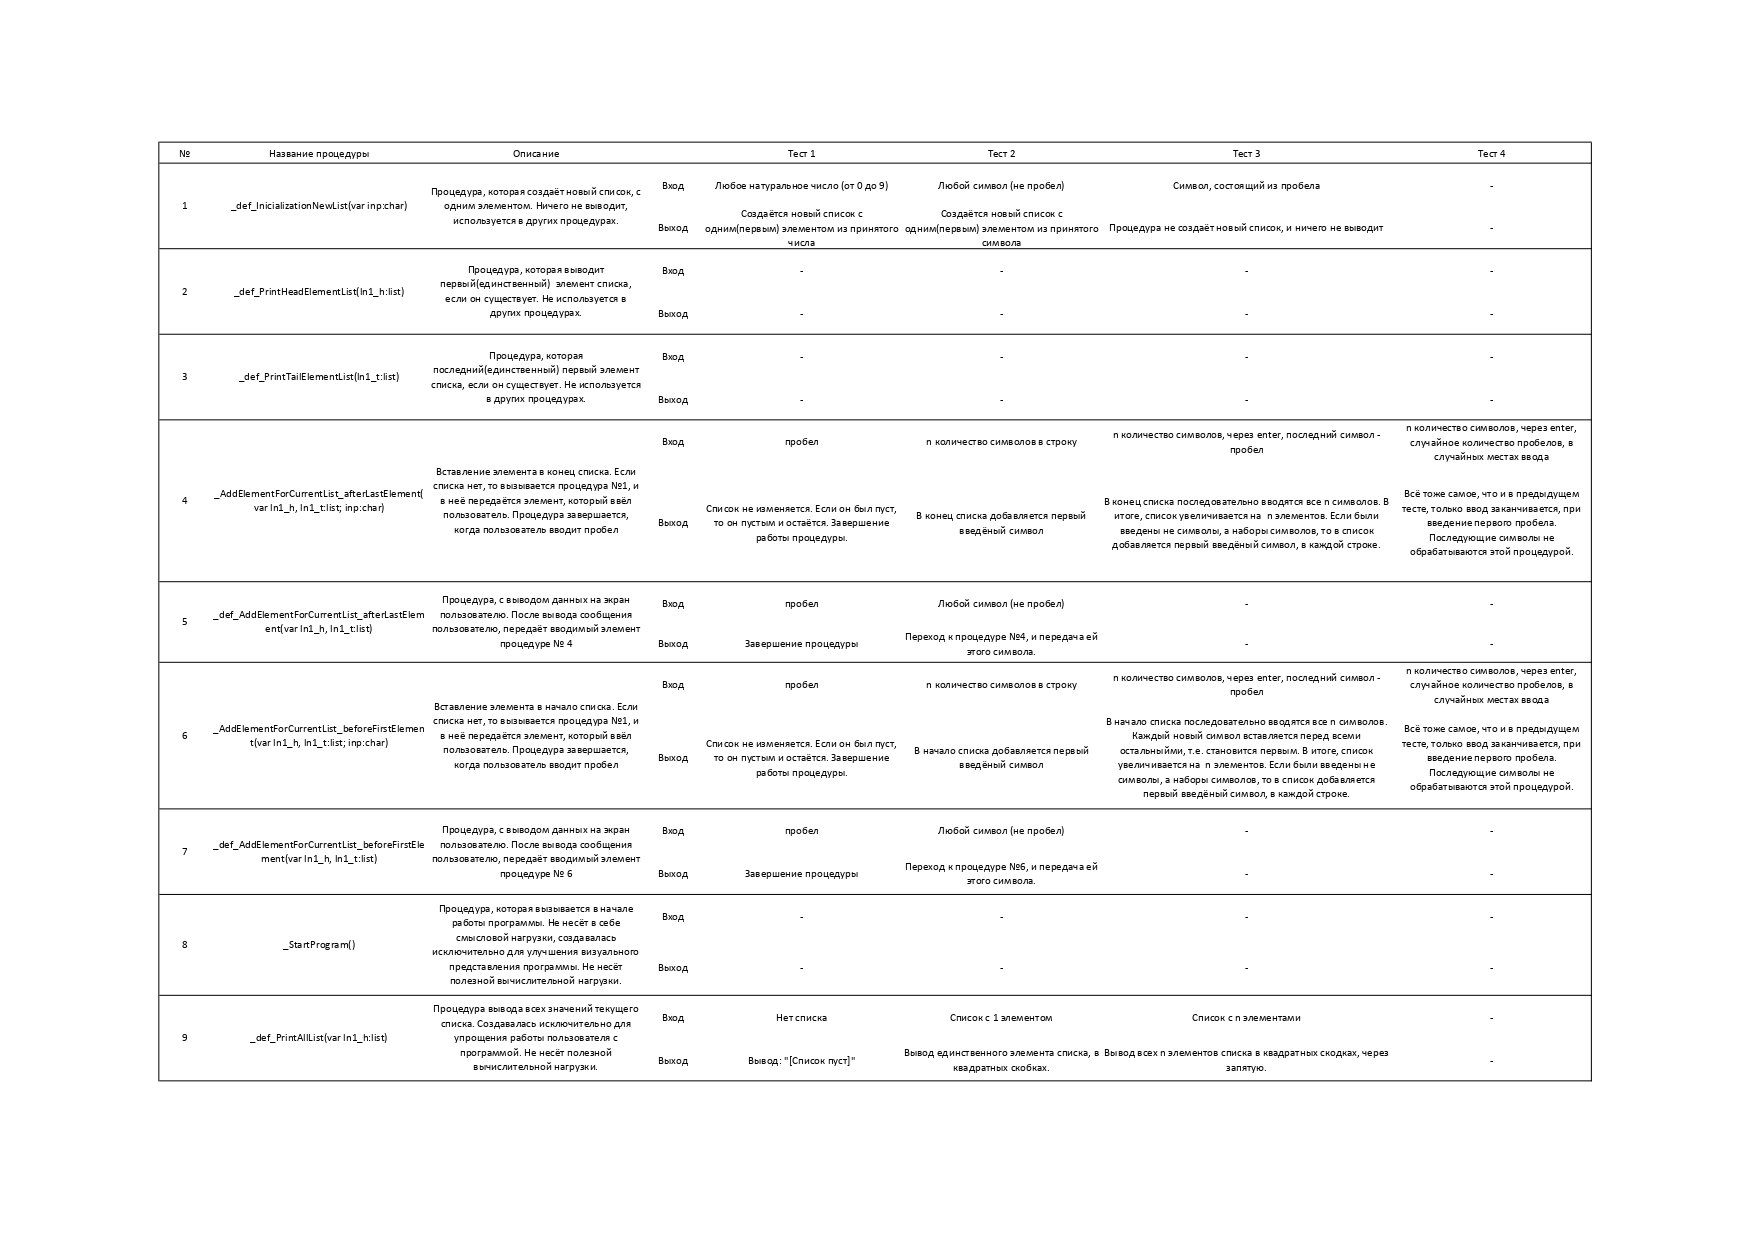 № Название процедуры Описание Тест 1 Тест 2 Тест 3 Тест 4
1
_def_InicializationNewList(var inp:char)
Процедура, которая создаёт новый список, с
одним элементом. Ничего не выводит,
используется в других процедурах.
Вход
Любое натуральное число (от 0 до 9)
Любой символ (не пробел)
Символ, состоящий из пробела
-
Выход
Создаётся новый список с
одним(первым) элементом из принятого
числа
Создаётся новый список с
одним(первым) элементом из принятого
символа
Процедура не создаёт новый список, и ничего не выводит
-
2
_def_PrintHeadElementList(ln1_h:list)
Процедура, которая выводит
первый(единственный)  элемент списка,
если он существует. Не используется в
других процедурах.
Вход
-
-
-
-
Выход
-
-
-
-
3
_def_PrintTailElementList(ln1_t:list)
Процедура, которая
последний(единственный) первый элемент
списка, если он существует. Не используется
в других процедурах.
Вход
-
-
-
-
Выход
-
-
-
-
4
_AddElementForCurrentList_afterLastElement(
var ln1_h, ln1_t:list; inp:char)
Вставление элемента в конец списка. Если
списка нет, то вызывается процедура №1, и
в неё передаётся элемент, который ввёл
пользователь. Процедура завершается,
когда пользователь вводит пробел
Вход
пробел
n количество символов в строку
n количество символов, через enter, последний символ -
пробел
n количество символов, через enter,
случайное количество пробелов, в
случайных местах ввода
Выход
Список не изменяется. Если он был пуст,
то он пустым и остаётся. Завершение
работы процедуры.
В конец списка добавляется первый
введёный символ
В конец списка последовательно вводятся все n символов. В
итоге, список увеличивается на  n элементов. Если были
введены не символы, а наборы символов, то в список
добавляется первый введёный символ, в каждой строке.
Всё тоже самое, что и в предыдущем
тесте, только ввод заканчивается, при
введение первого пробела.
Последующие символы не
обрабатываются этой процедурой.
5
_def_AddElementForCurrentList_afterLastElem
ent(var ln1_h, ln1_t:list)
Процедура, с выводом данных на экран
пользователю. После вывода сообщения
пользователю, передаёт вводимый элемент
процедуре № 4
Вход
пробел
Любой символ (не пробел)
-
-
Выход
Завершение процедуры
Переход к процедуре №4, и передача ей
этого символа.
-
-
6
_AddElementForCurrentList_beforeFirstElemen
t(var ln1_h, ln1_t:list; inp:char)
Вставление элемента в начало списка. Если
списка нет, то вызывается процедура №1, и
в неё передаётся элемент, который ввёл
пользователь. Процедура завершается,
когда пользователь вводит пробел
Вход
пробел
n количество символов в строку
n количество символов, через enter, последний символ -
пробел
n количество символов, через enter,
случайное количество пробелов, в
случайных местах ввода
Выход
Список не изменяется. Если он был пуст,
то он пустым и остаётся. Завершение
работы процедуры.
В начало списка добавляется первый
введёный символ
В начало списка последовательно вводятся все n символов.
Каждый новый символ вставляется перед всеми
остальныйми, т.е. становится первым. В итоге, список
увеличивается на  n элементов. Если были введены не
символы, а наборы символов, то в список добавляется
первый введёный символ, в каждой строке.
Всё тоже самое, что и в предыдущем
тесте, только ввод заканчивается, при
введение первого пробела.
Последующие символы не
обрабатываются этой процедурой.
7
_def_AddElementForCurrentList_beforeFirstEle
ment(var ln1_h, ln1_t:list)
Процедура, с выводом данных на экран
пользователю. После вывода сообщения
пользователю, передаёт вводимый элемент
процедуре № 6
Вход
пробел
Любой символ (не пробел)
-
-
Выход
Завершение процедуры
Переход к процедуре №6, и передача ей
этого символа.
-
-
8
_StartProgram()
Процедура, которая вызывается в начале
работы программы. Не несёт в себе
смысловой нагрузки, создавалась
исключительно для улучшения визуального
представления программы. Не несёт
полезной вычислительной нагрузки.
Вход
-
-
-
-
Выход
-
-
-
-
9
_def_PrintAllList(var ln1_h:list)
Процедура вывода всех значений текущего
списка. Создавалась исключительно для
упрощения работы пользователя с
программой. Не несёт полезной
вычислительной нагрузки.
Вход
Нет списка
Список с 1 элементом
Список с n элементами
-
Выход
Вывод: "[Список пуст]"
Вывод единственного элемента списка, в
квадратных скобках.
Вывод всех n элементов списка в квадратных скодках, через
запятую.
-